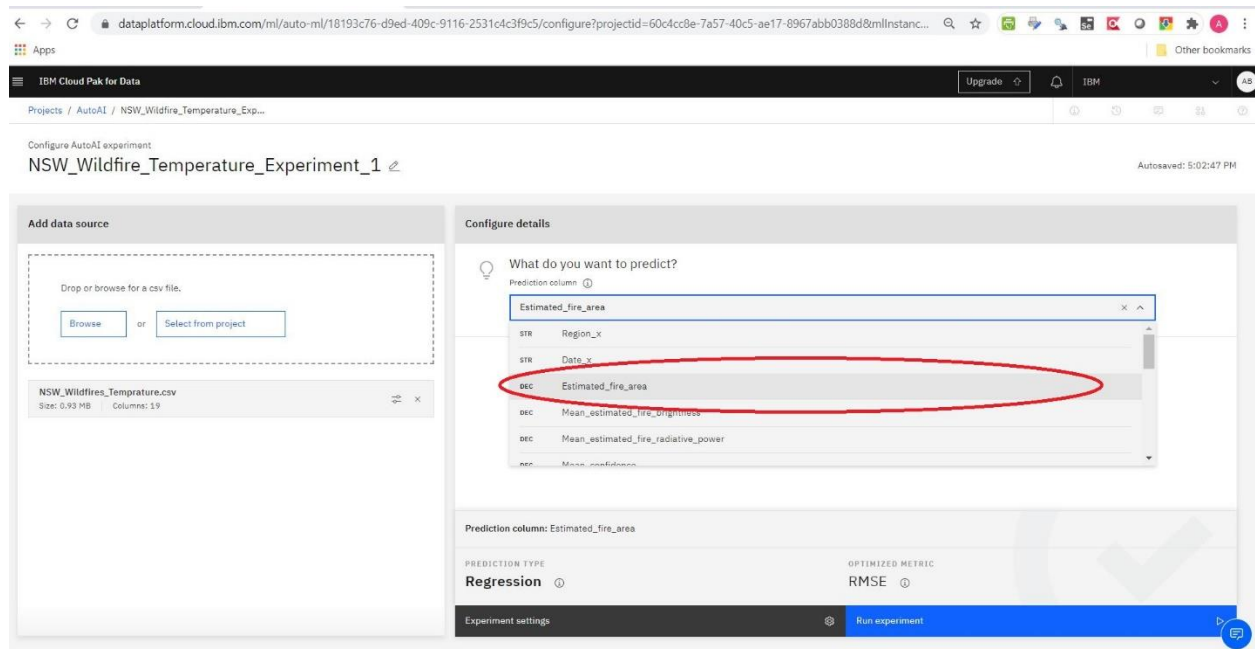 dataplatform.cloud.ibm.com/ml/auto-ml/18193c76-d9ed-409c-9116-2531c4c3f9c5/configure?projectid=60c4cc8e-7a57-40c5-ae17-8967abb0388d&mlInstanc...
Apps
Other bookmarks
IBM Cloud Pak for Data
Upgrade
IBM
AB
Projects / AutoAI / NSW_Wildfire_Temperature_Exp...
Configure AutoAI experiment
NSW_Wildfire_Temperature_Experiment_1
Autosaved: 5:02:47 PM
Add data source
Drop or browse for a csv file.
Browse or Select from project
NSW_Wildfires_Temprature.csv
Size: 0.93 MB Columns: 19
Configure details
What do you want to predict?
Prediction column
Estimated_fire_area
STR Region_x
STR Date_x
DEC Estimated_fire_area
DEC Mean_estimated_fire_brightness
DEC Mean_estimated_fire_radiative_power
DEC Mean_confidence
Prediction column: Estimated_fire_area
PREDICTION TYPE
Regression
OPTIMIZED METRIC
RMSE
Experiment settings
Run experiment